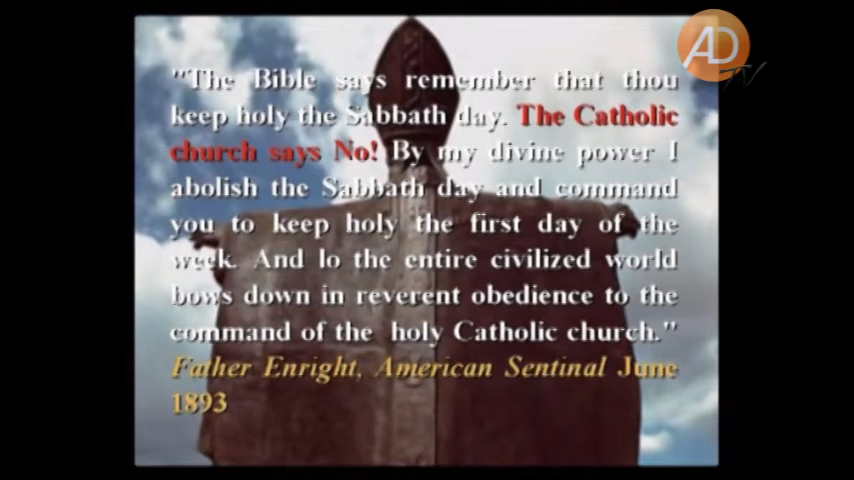 AD
TV
"The Bible says remember that thou
keep holy the Sabbath day. The Catholic
church says No! By my divine power I
abolish the Sabbath day and command
you to keep holy the first day of the
week. And lo the entire civilized world
bows down in reverent obedience to the
command of the holy Catholic church."
Father Enright, American Sentinal June
1893